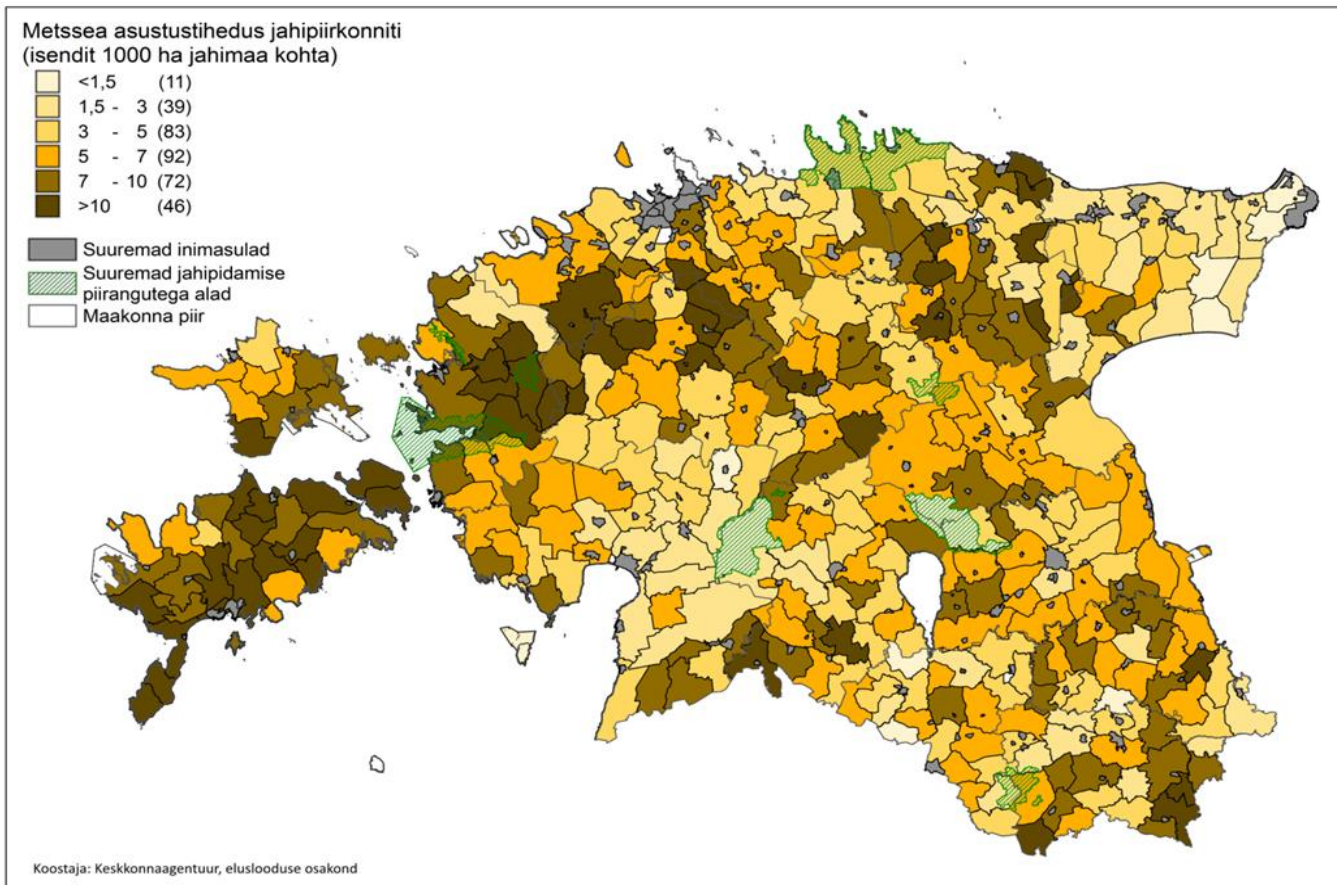 Metssea asustustihedus jahipiirkonniti
(isendit 1000 ha jahimaa kohta)
<1,5 (11)
1,5 - 3 (39)
3 - 5 (83)
5 - 7 (92)
7 - 10 (72)
>10 (46)
Suuremad inimasulad
Suuremad jahipidamise
piirangutega alad
Maakonna piir
Koostaja: Keskkonnaagentuur, eluslooduse osakond